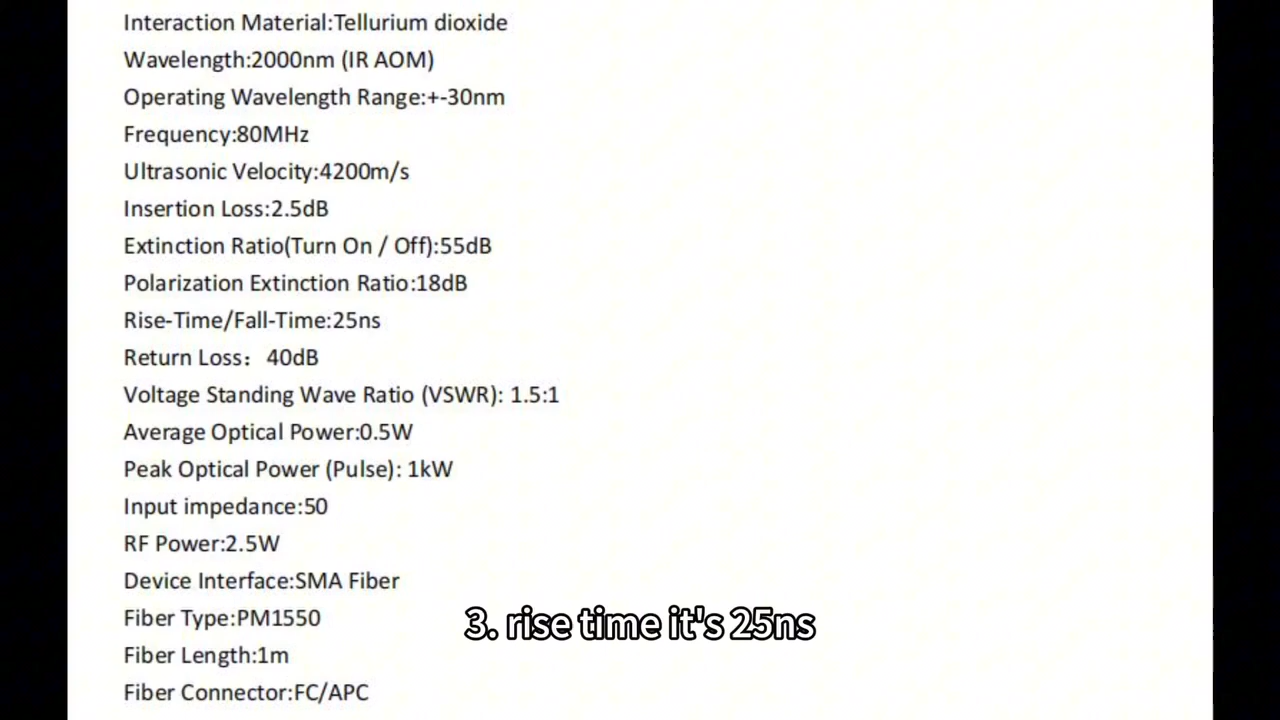 Interaction Material:Tellurium dioxide
Wavelength:2000nm (IR AOM)
Operating Wavelength Range:+-30nm
Frequency:80MHz
Ultrasonic Velocity:4200m/s
Insertion Loss:2.5dB
Extinction Ratio(Turn On / Off):55dB
Polarization Extinction Ratio:18dB
Rise-Time/Fall-Time:25ns
Return Loss： 40dB
Voltage Standing Wave Ratio (VSWR): 1.5:1
Average Optical Power:0.5W
Peak Optical Power (Pulse): 1kW
Input impedance:50
RF Power:2.5W
Device Interface:SMA Fiber
Fiber Type:PM1550
3. rise time it's 25ns
Fiber Length:1m
Fiber Connector:FC/APC